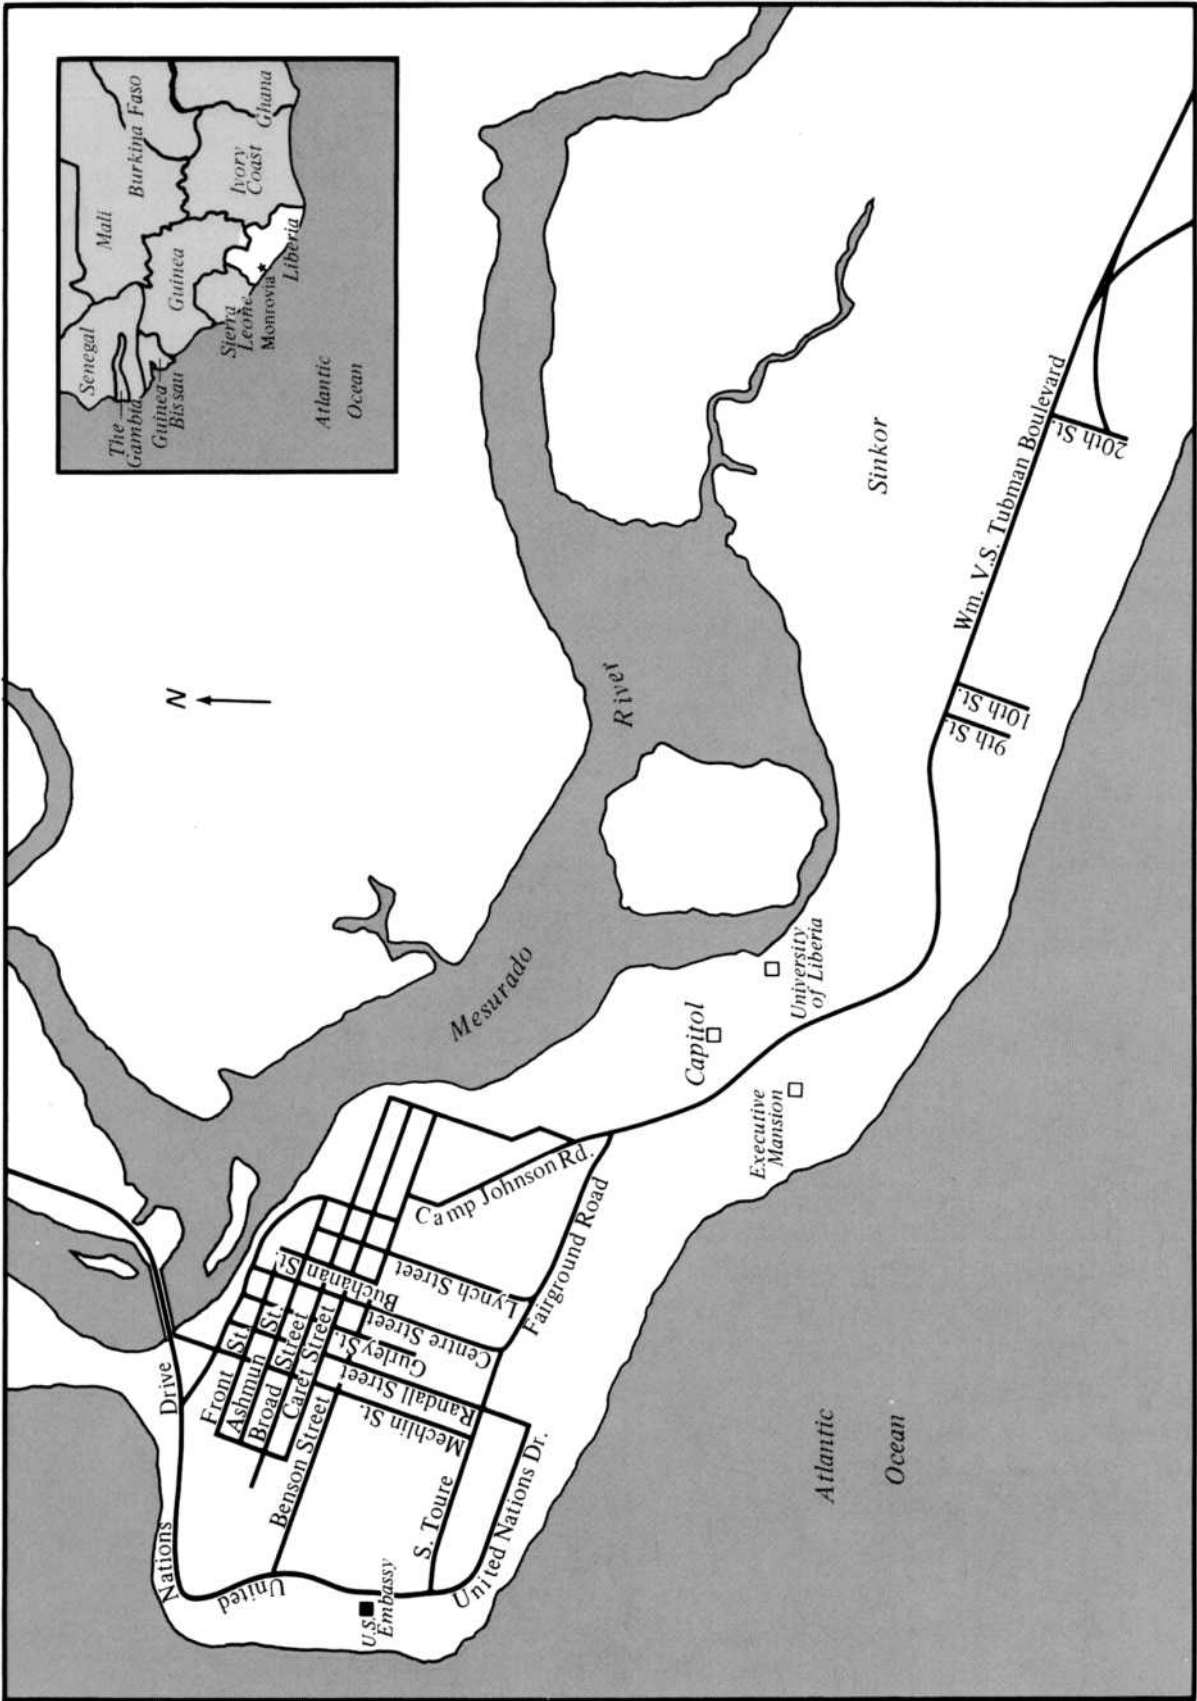 Senegal
Mali
Burkina Faso
The
Gambia
Guinea
Bissau
Guinea
Sierra
Leone
Monrovia
Liberia
Ivory
Coast
Ghana
Atlantic
Ocean
N
Nations
Drive
United
U.S.
Embassy
United Nations Dr.
S. Toure
Benson Street
Front St.
Ashmun St.
Broad Street
Caret Street
Mechlin St.
Randall Street
Gurley St.
Centre Street
Buchanan St.
Lynch Street
Camp Johnson Rd.
Fairground Road
Mesurado
River
Capitol
Executive
Mansion
University
of Liberia
Sinkor
9th St.
10th St.
Wm. V.S. Tubman Boulevard
20th St.
Atlantic
Ocean